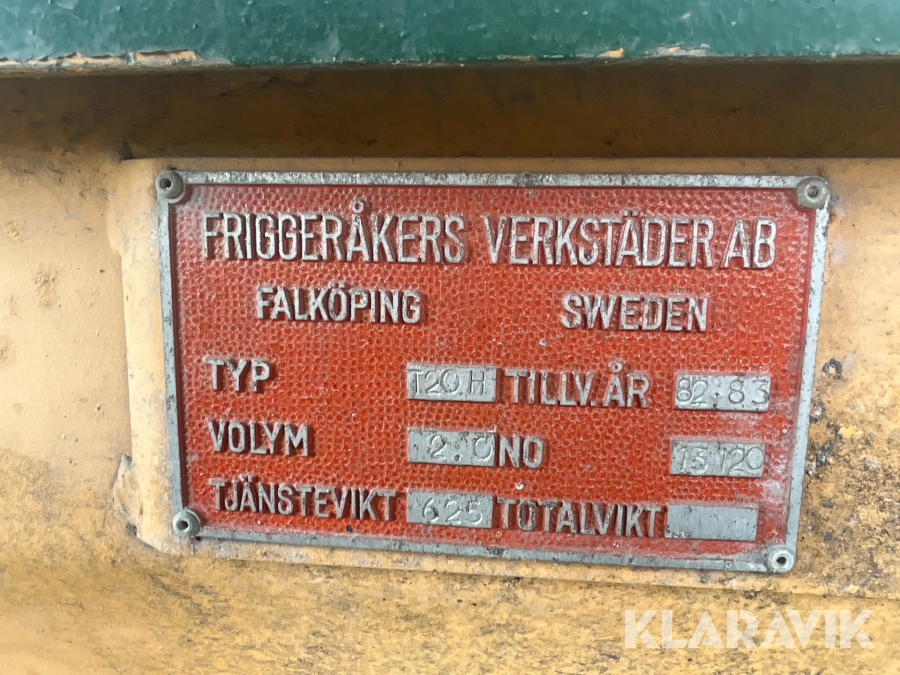 FRIGGERÅKERS VERKSTÄDER AB
FALKÖPING SWEDEN
TYP T20H TILLV.ÅR 82.83
VOLYM 2.0 NO 13120
TJÄNSTEVIKT 625 TOTALVIKT
KLARAVIK